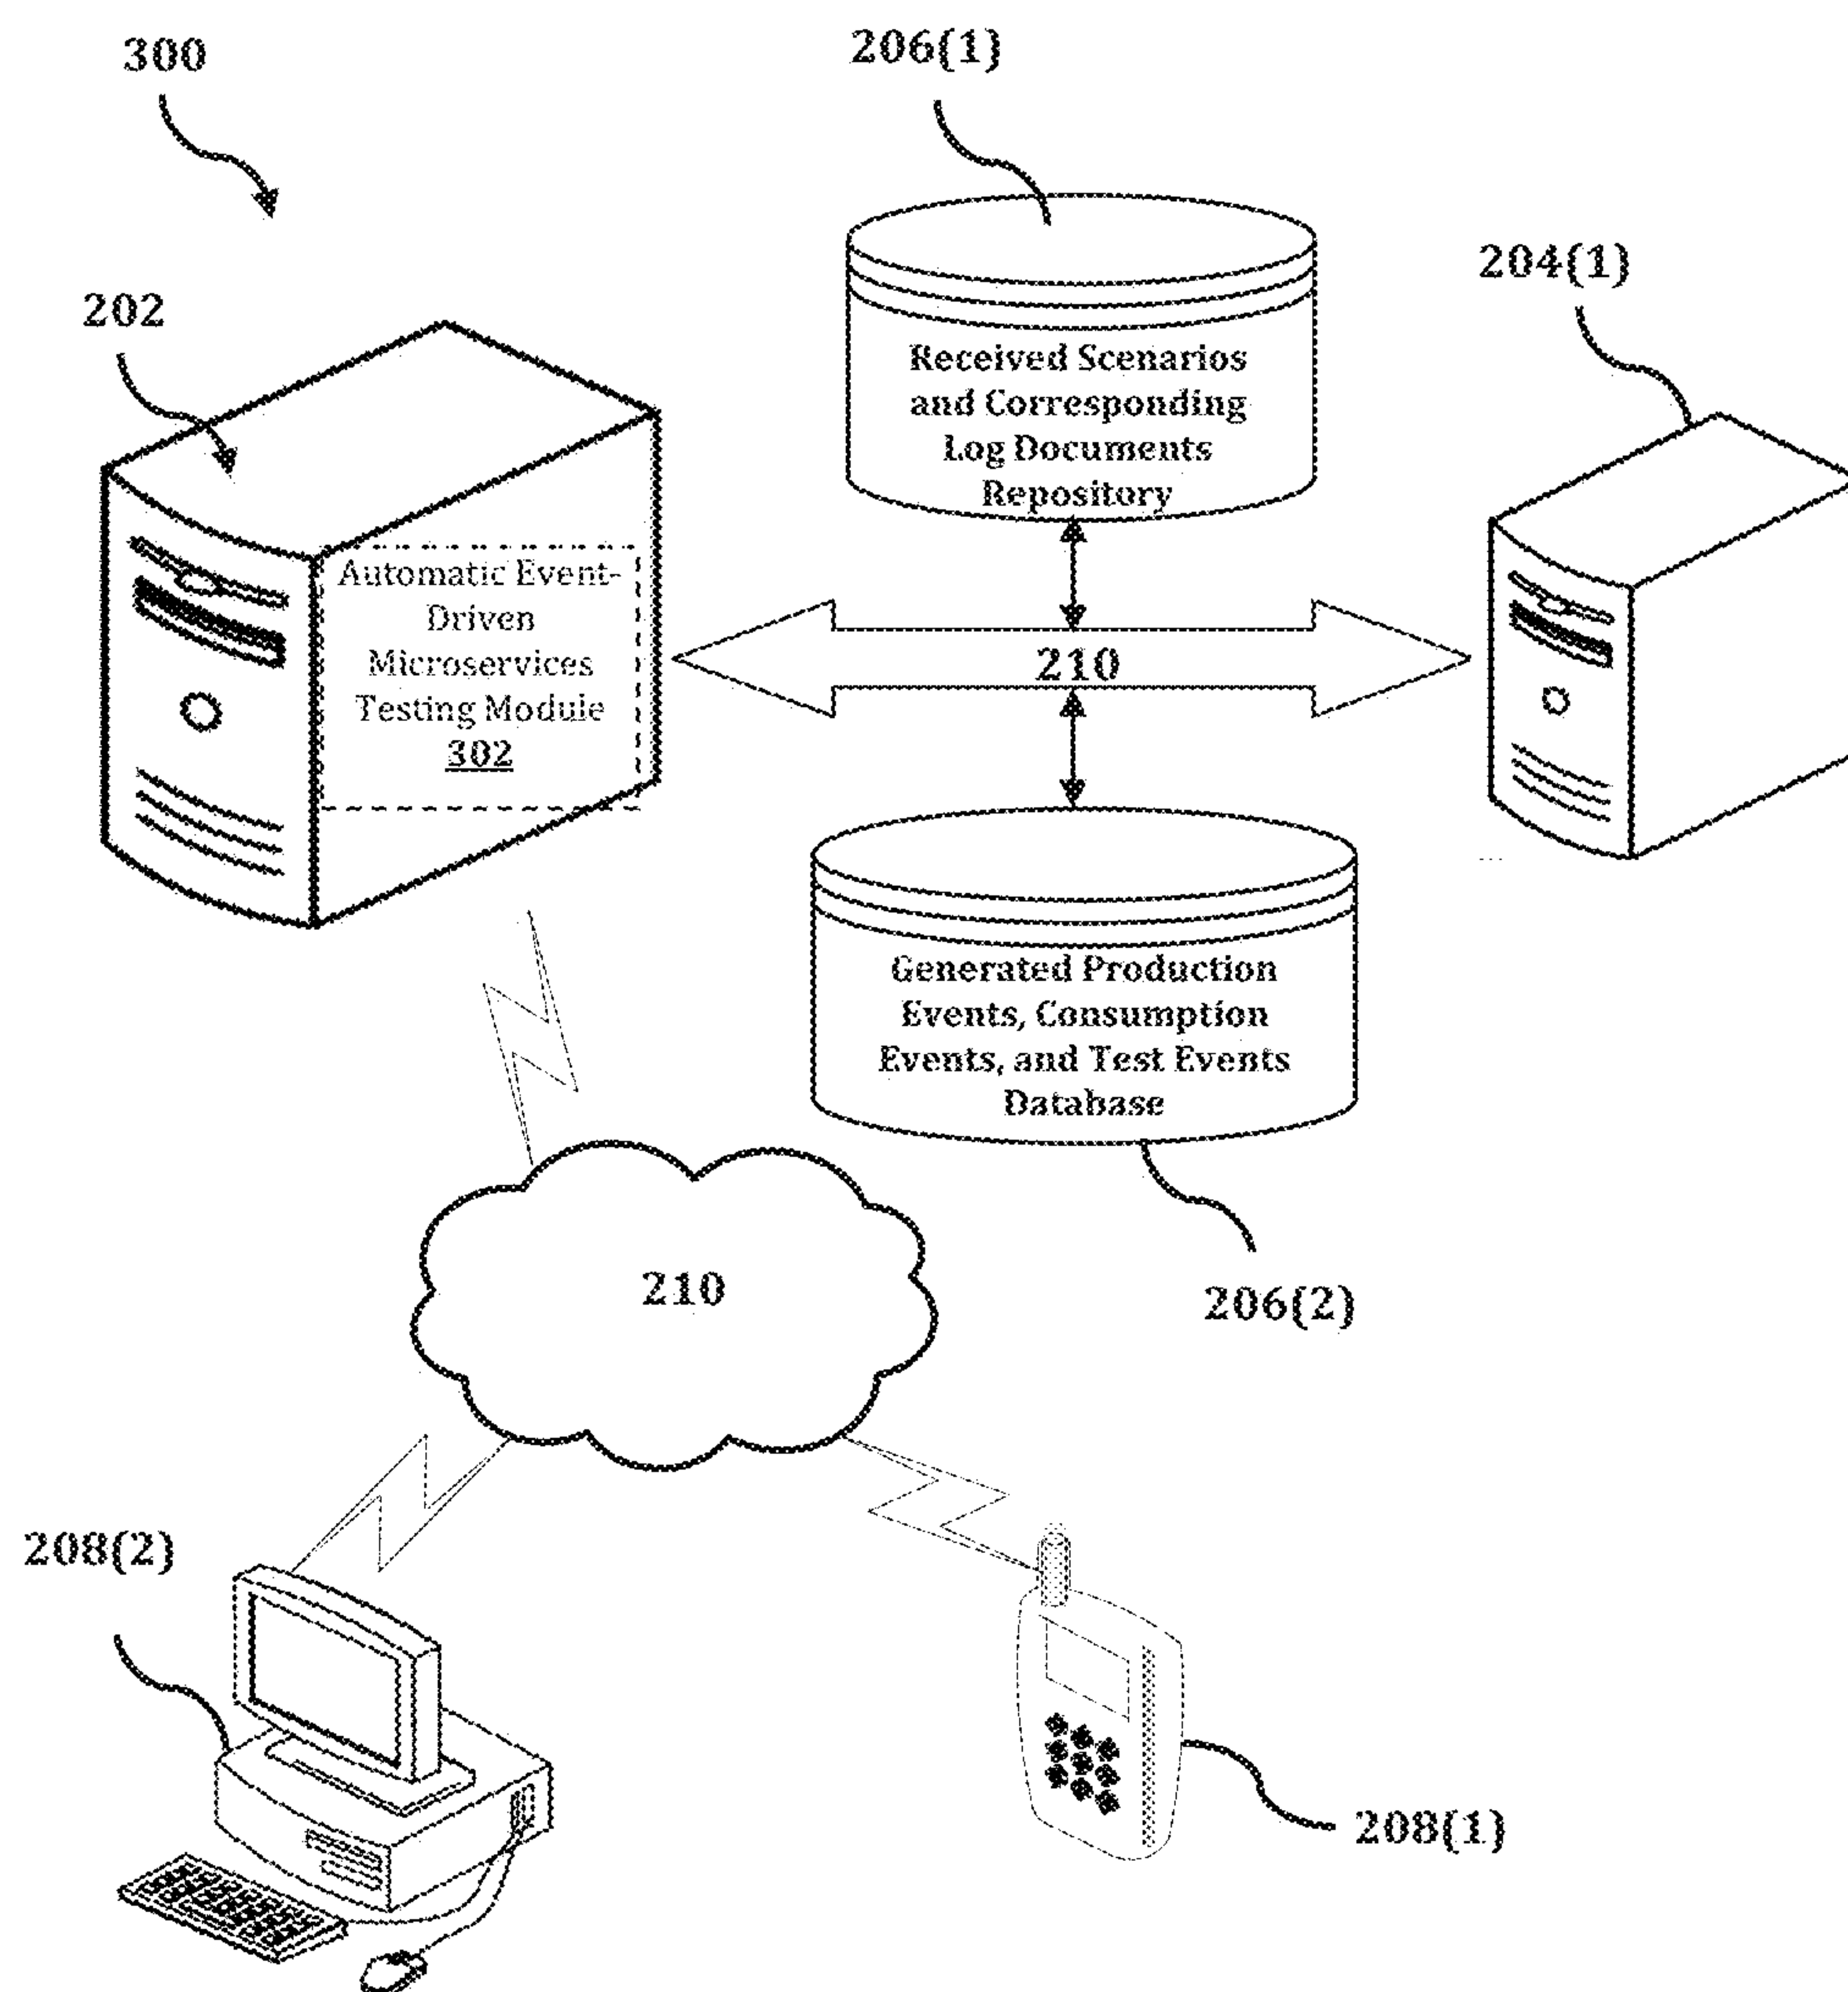 300
206(1)
204(1)
202
Received Scenarios
and Corresponding
Log Documents
Repository
Automatic Event-
Driven
Microservices
Testing Module
302
210
Generated Production
Events, Consumption
Events, and Test Events
Database
210
206(2)
208(2)
208(1)